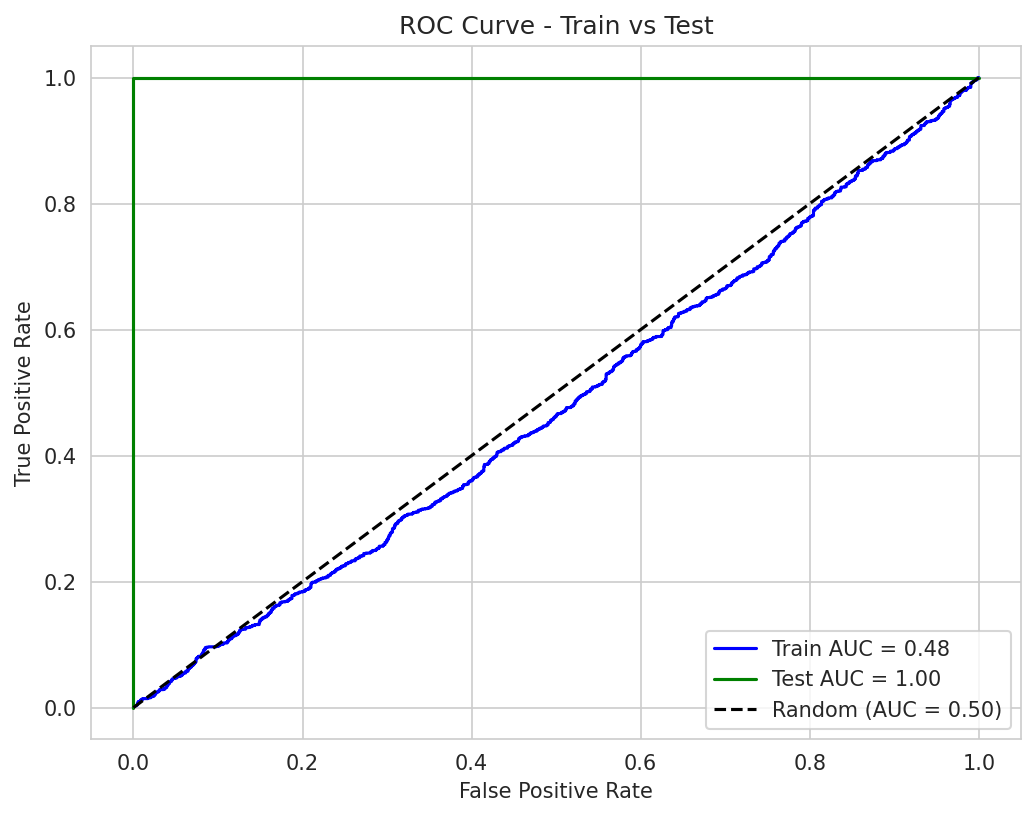 ROC Curve - Train vs Test
1.0
0.8
0.6
0.4
0.2
0.0
True Positive Rate
0.0 0.2 0.4 0.6 0.8 1.0
False Positive Rate
Train AUC = 0.48
Test AUC = 1.00
Random (AUC = 0.50)